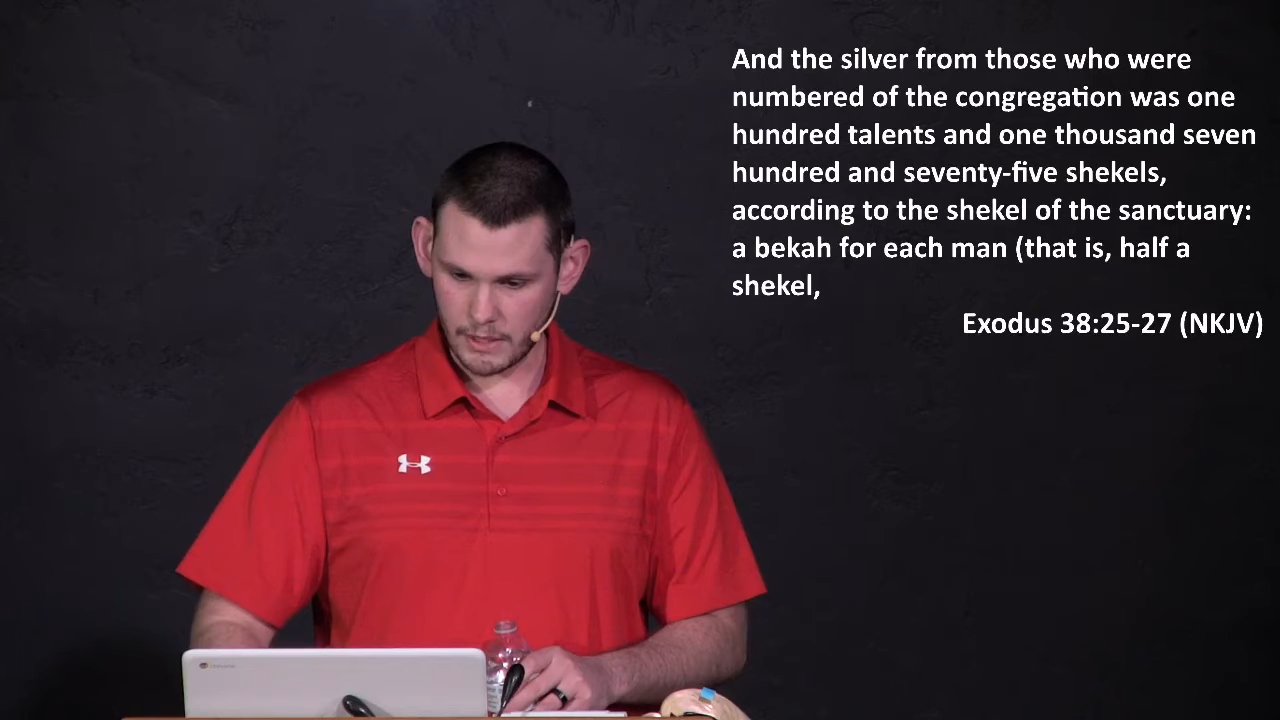 And the silver from those who were
numbered of the congregation was one
hundred talents and one thousand seven
hundred and seventy-five shekels,
according to the shekel of the sanctuary:
a bekah for each man (that is, half a
shekel,
Exodus 38:25-27 (NKJV)